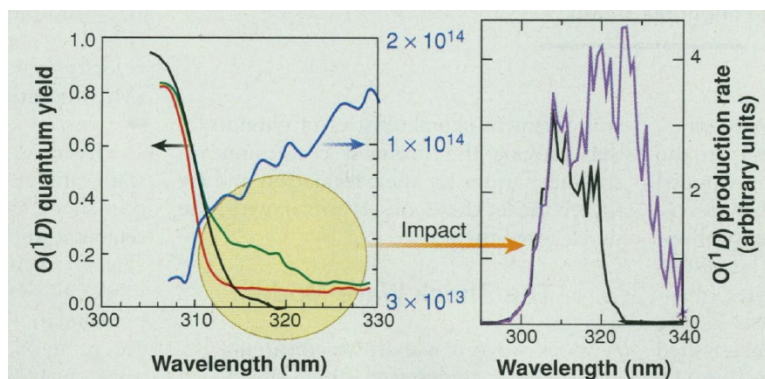 O(¹D) quantum yield
1.0
0.8
0.6
0.4
0.2
0.0
300
310
320
330
Wavelength (nm)
2 × 10¹⁴
1 × 10¹⁴
3 × 10¹³
Impact
4
2
0
300
320
340
Wavelength (nm)
O(¹D) production rate
(arbitrary units)